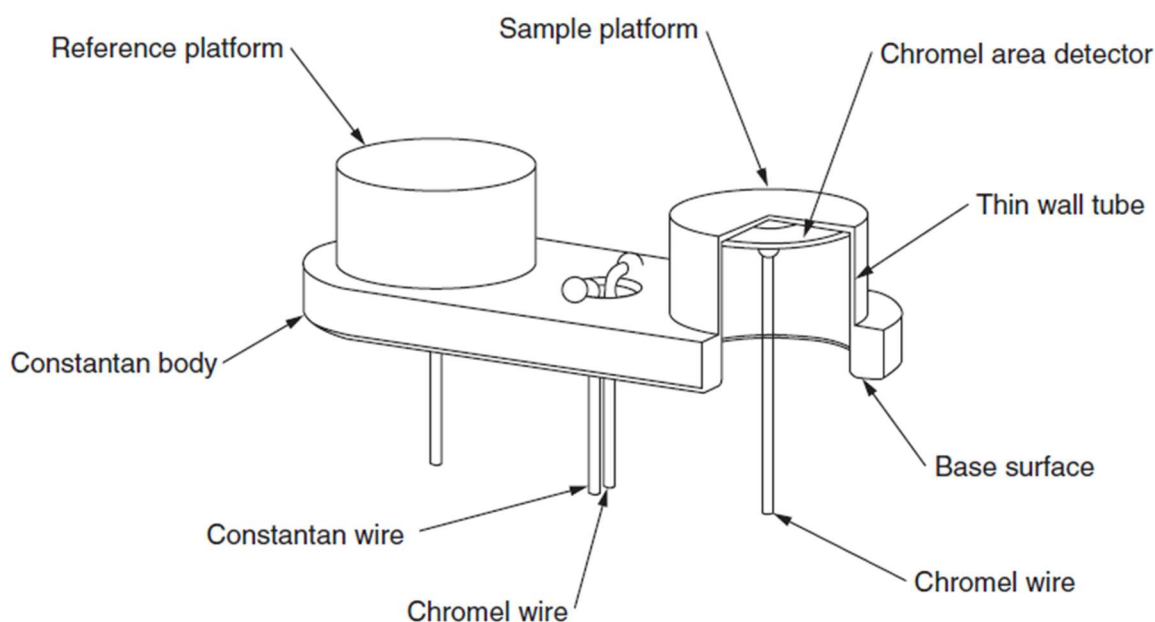 Sample platform
Reference platform
Chromel area detector
Thin wall tube
Constantan body
Base surface
Constantan wire
Chromel wire
Chromel wire